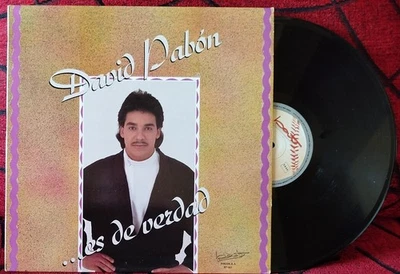 David Pabón
...es de verdad